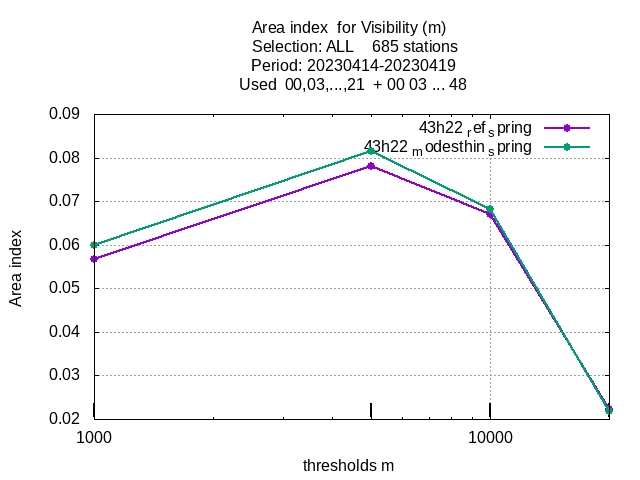 Area index  for Visibility (m)
Selection: ALL    685 stations
Period: 20230414-20230419
Used  00,03,...,21  + 00 03 ... 48
0.09
43h22 ref spring
0.08
43h22 modesthin spring
0.07
0.06
Area index
0.05
0.04
0.03
0.02
1000
10000
thresholds m